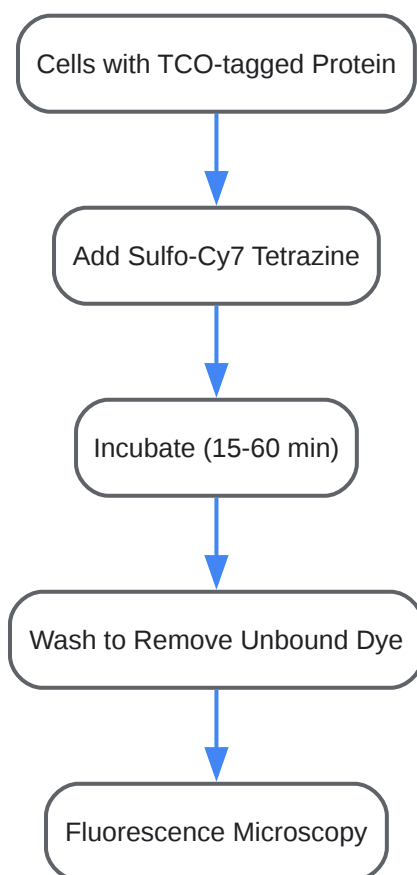 Cells with TCO-tagged Protein
Add Sulfo-Cy7 Tetrazine
Incubate (15-60 min)
Wash to Remove Unbound Dye
Fluorescence Microscopy